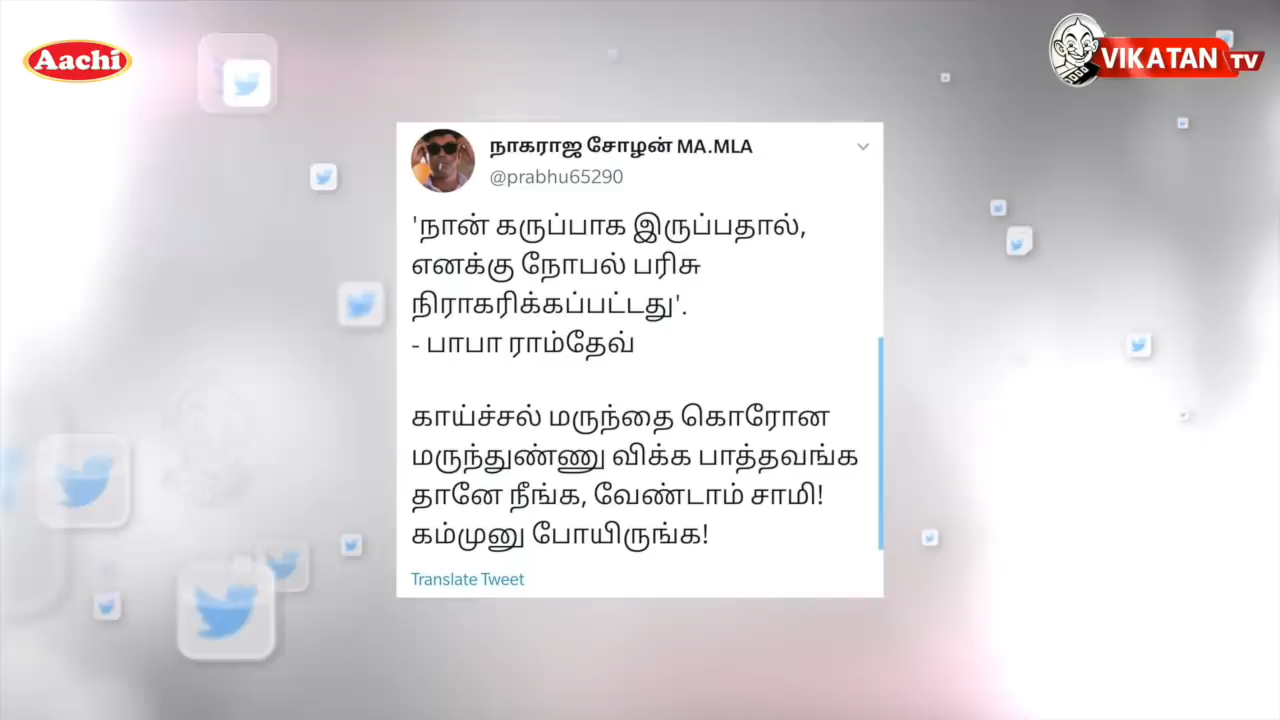 Aachi
VIKATAN TV
நாகராஜ சோழன் MA.MLA
@prabhu65290
'நான் கருப்பாக இருப்பதால்,
எனக்கு நோபல் பரிசு
நிராகரிக்கப்பட்டது'.
- பாபா ராம்தேவ்
காய்ச்சல் மருந்தை கொரோன
மருந்துண்ணு விக்க பாத்தவங்க
தானே நீங்க, வேண்டாம் சாமி!
கம்முனு போயிருங்க!
Translate Tweet